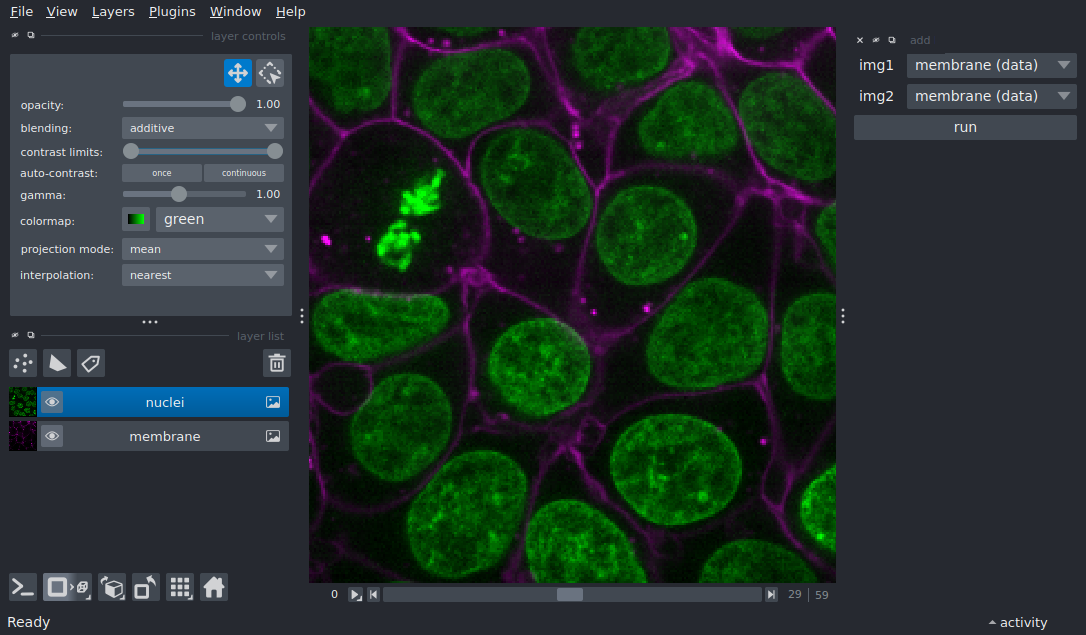 File View Layers Plugins Window Help
layer controls
opacity: 1.00
blending: additive
contrast limits:
auto-contrast: once continuous
gamma: 1.00
colormap: green
projection mode: mean
interpolation: nearest
layer list
nuclei
membrane
0 29 59
Ready
add
img1 membrane (data)
img2 membrane (data)
run
activity